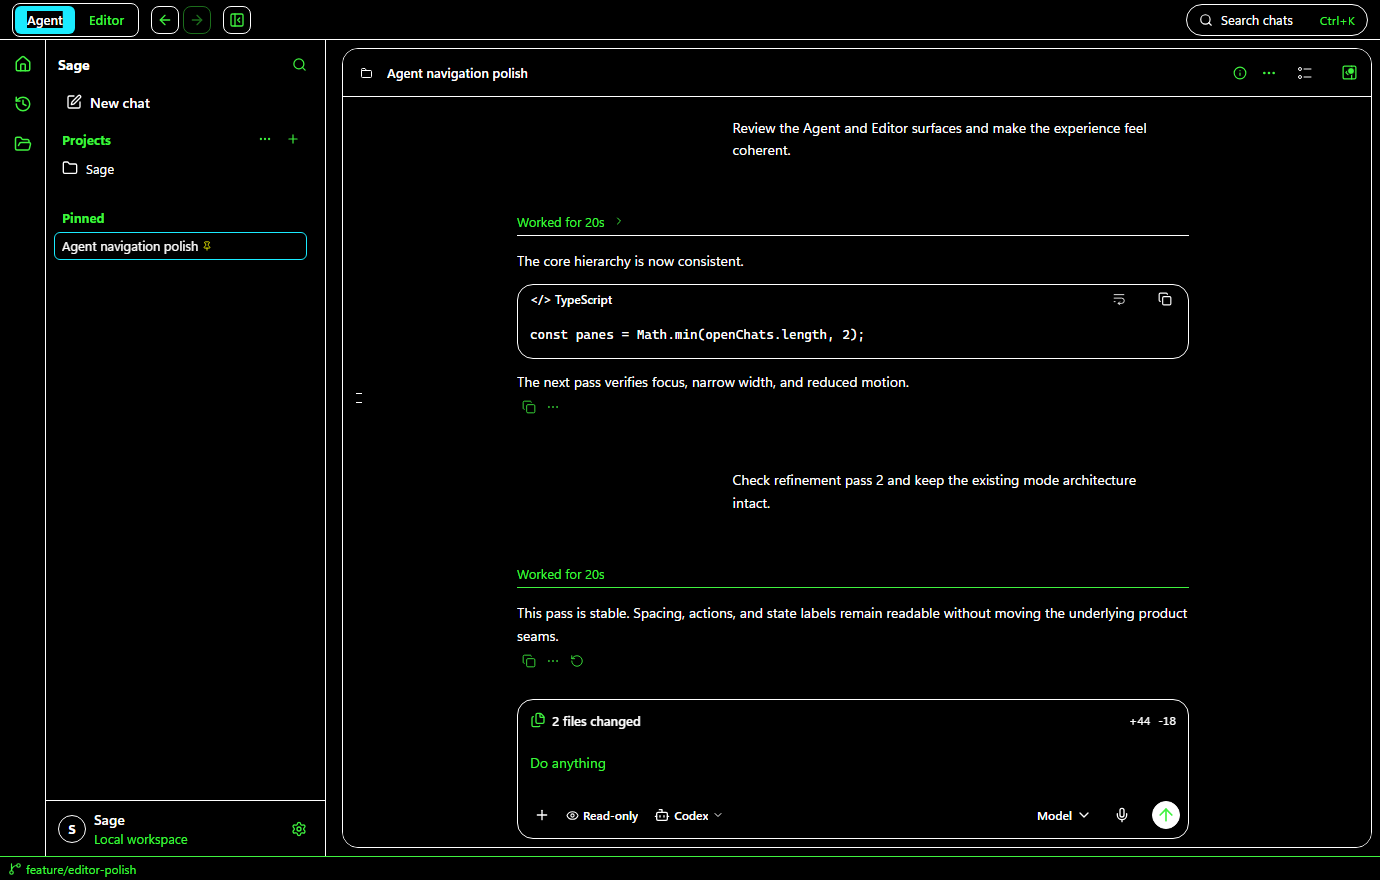 Agent Editor
Search chats Ctrl+K
Sage
New chat
Projects
Sage
Pinned
Agent navigation polish
Agent navigation polish
Review the Agent and Editor surfaces and make the experience feel
coherent.
Worked for 20s
The core hierarchy is now consistent.
</> TypeScript
const panes = Math.min(openChats.length, 2);
The next pass verifies focus, narrow width, and reduced motion.
Check refinement pass 2 and keep the existing mode architecture
intact.
Worked for 20s
This pass is stable. Spacing, actions, and state labels remain readable without moving the underlying product
seams.
2 files changed +44 -18
Do anything
Read-only Codex Model
S
Sage
Local workspace
feature/editor-polish